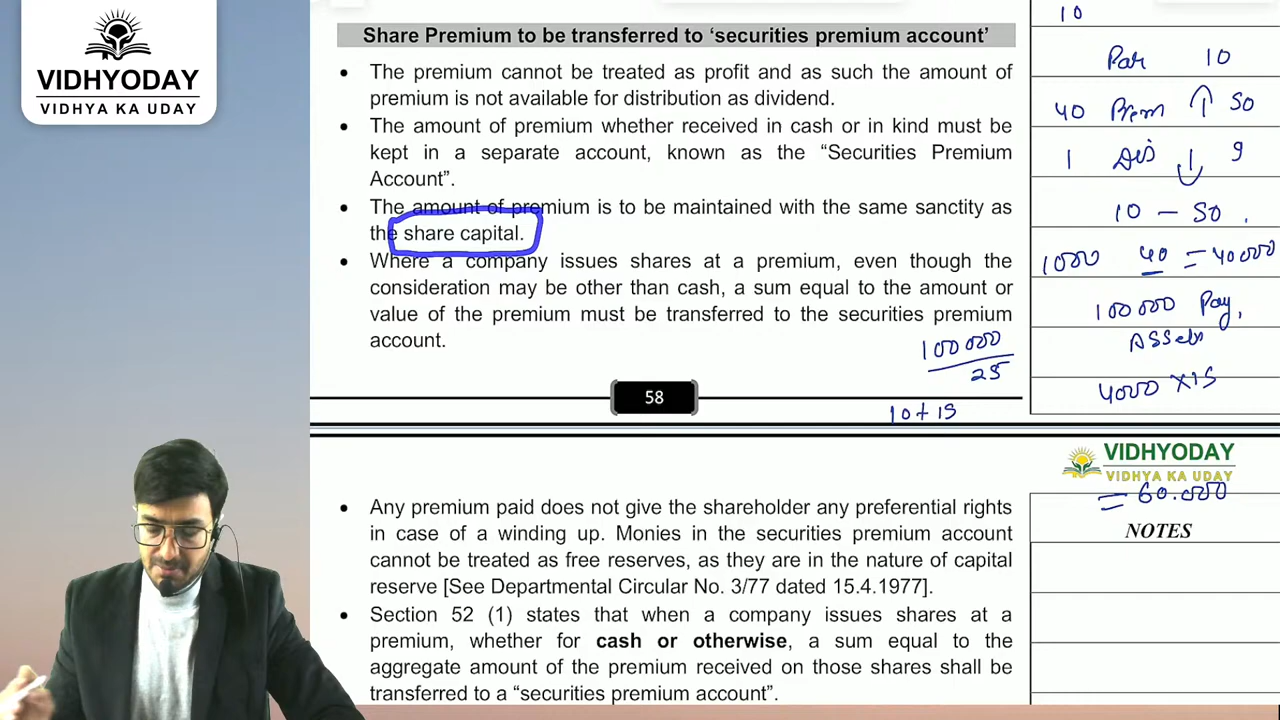 VIDHYODAY
VIDHYA KA UDAY
Share Premium to be transferred to ‘securities premium account’
• The premium cannot be treated as profit and as such the amount of
premium is not available for distribution as dividend.
• The amount of premium whether received in cash or in kind must be
kept in a separate account, known as the “Securities Premium
Account”.
• The amount of premium is to be maintained with the same sanctity as
the share capital.
• Where a company issues shares at a premium, even though the
consideration may be other than cash, a sum equal to the amount or
value of the premium must be transferred to the securities premium
account.
100000
25
58
10 + 15
10
Par 10
40 Prem ↑ 50
1 Dis ↓ 9
10 – 50.
1000 40 = 40000
100000 Pay,
Assets
4000 X15
VIDHYODAY
VIDHYA KA UDAY
= 60.000
NOTES
• Any premium paid does not give the shareholder any preferential rights
in case of a winding up. Monies in the securities premium account
cannot be treated as free reserves, as they are in the nature of capital
reserve [See Departmental Circular No. 3/77 dated 15.4.1977].
• Section 52 (1) states that when a company issues shares at a
premium, whether for cash or otherwise, a sum equal to the
aggregate amount of the premium received on those shares shall be
transferred to a “securities premium account”.